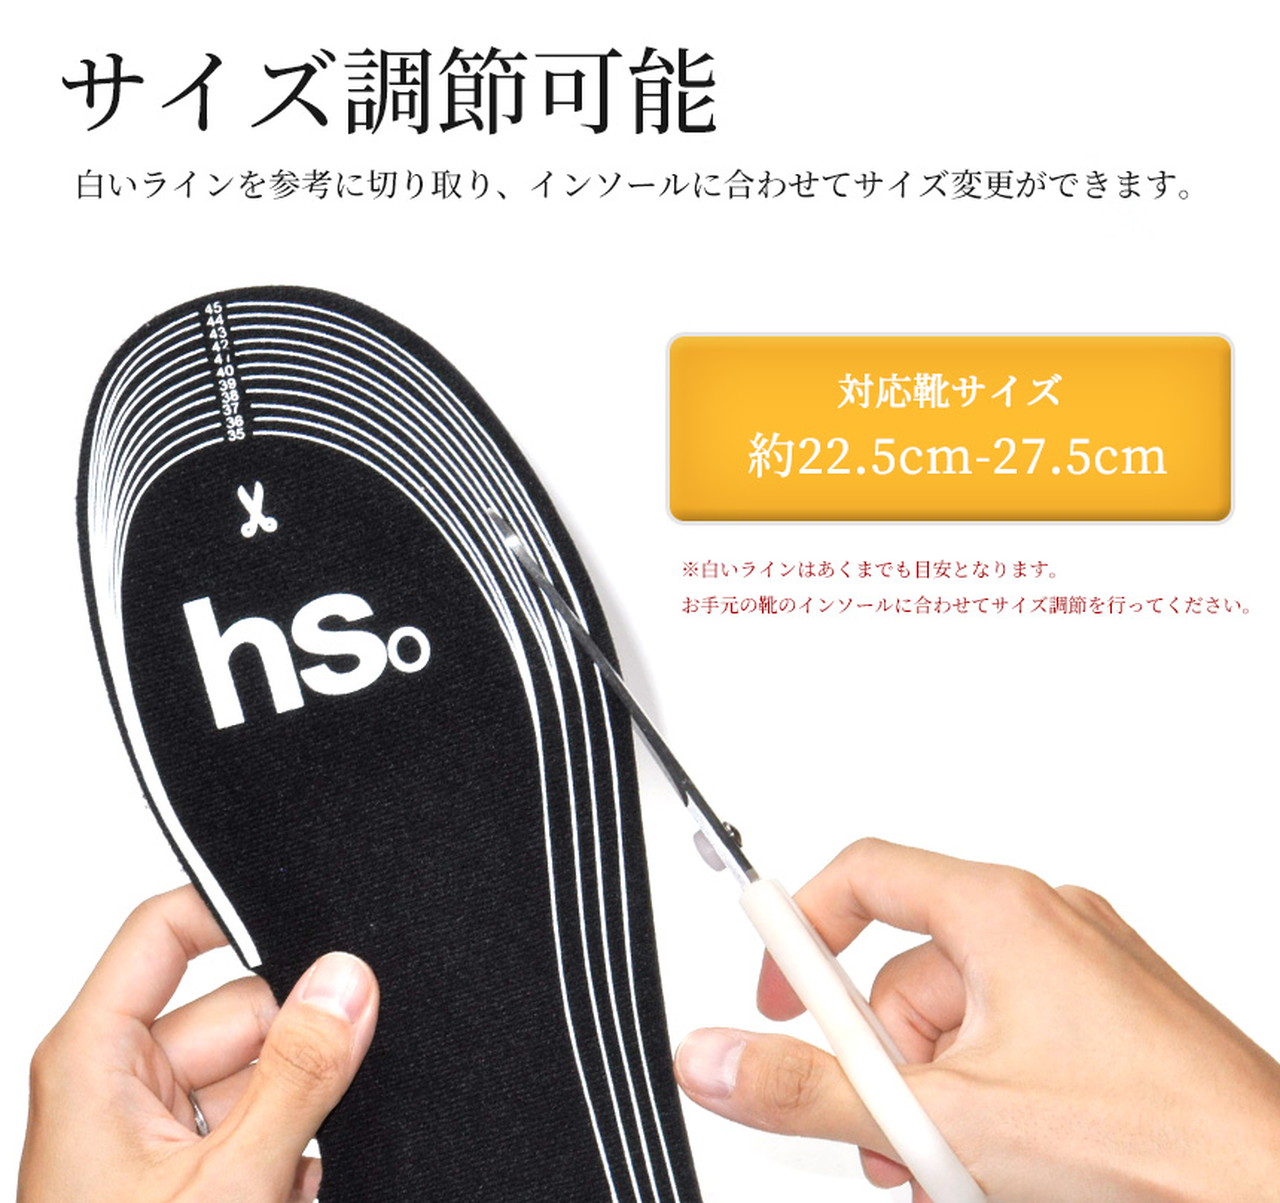 サイズ調節可能
白いラインを参考に切り取り、インソールに合わせてサイズ変更ができます。
45
44
43
42
41
40
39
38
37
36
35
hs。
対応靴サイズ
約22.5cm-27.5cm
※白いラインはあくまでも目安となります。
お手元の靴のインソールに合わせてサイズ調節を行ってください。